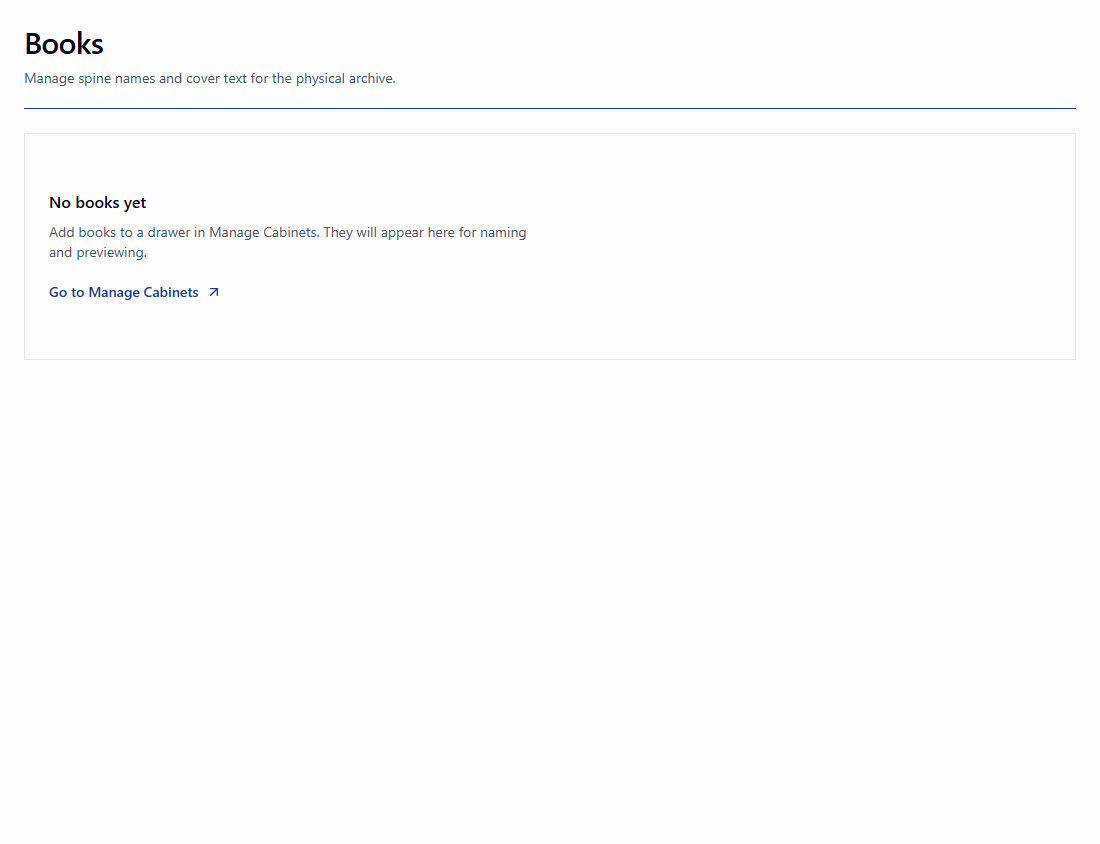 Books
Manage spine names and cover text for the physical archive.
No books yet
Add books to a drawer in Manage Cabinets. They will appear here for naming
and previewing.
Go to Manage Cabinets